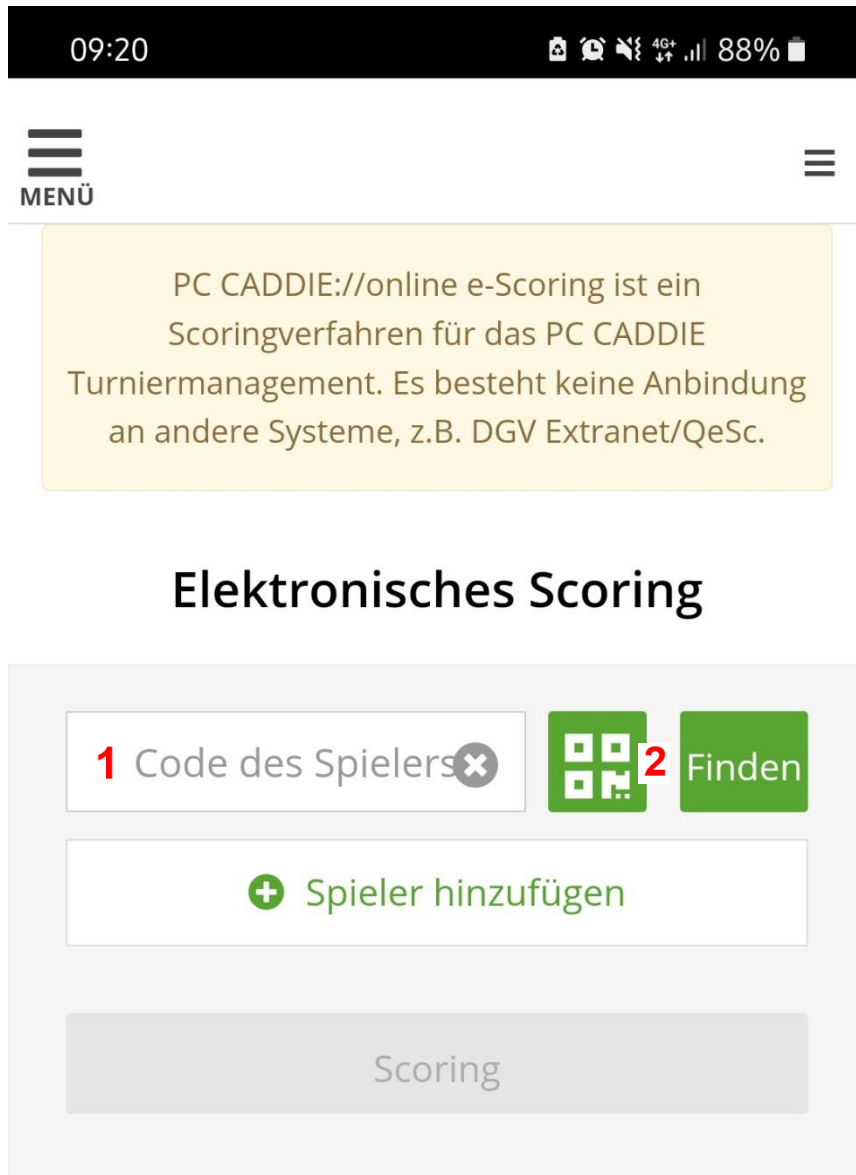 09:20 4G+ 88%
MENÜ
PC CADDIE://online e-Scoring ist ein
Scoringverfahren für das PC CADDIE
Turniermanagement. Es besteht keine Anbindung
an andere Systeme, z.B. DGV Extranet/QeSc.
Elektronisches Scoring
1 Code des Spielers 2 Finden
Spieler hinzufügen
Scoring